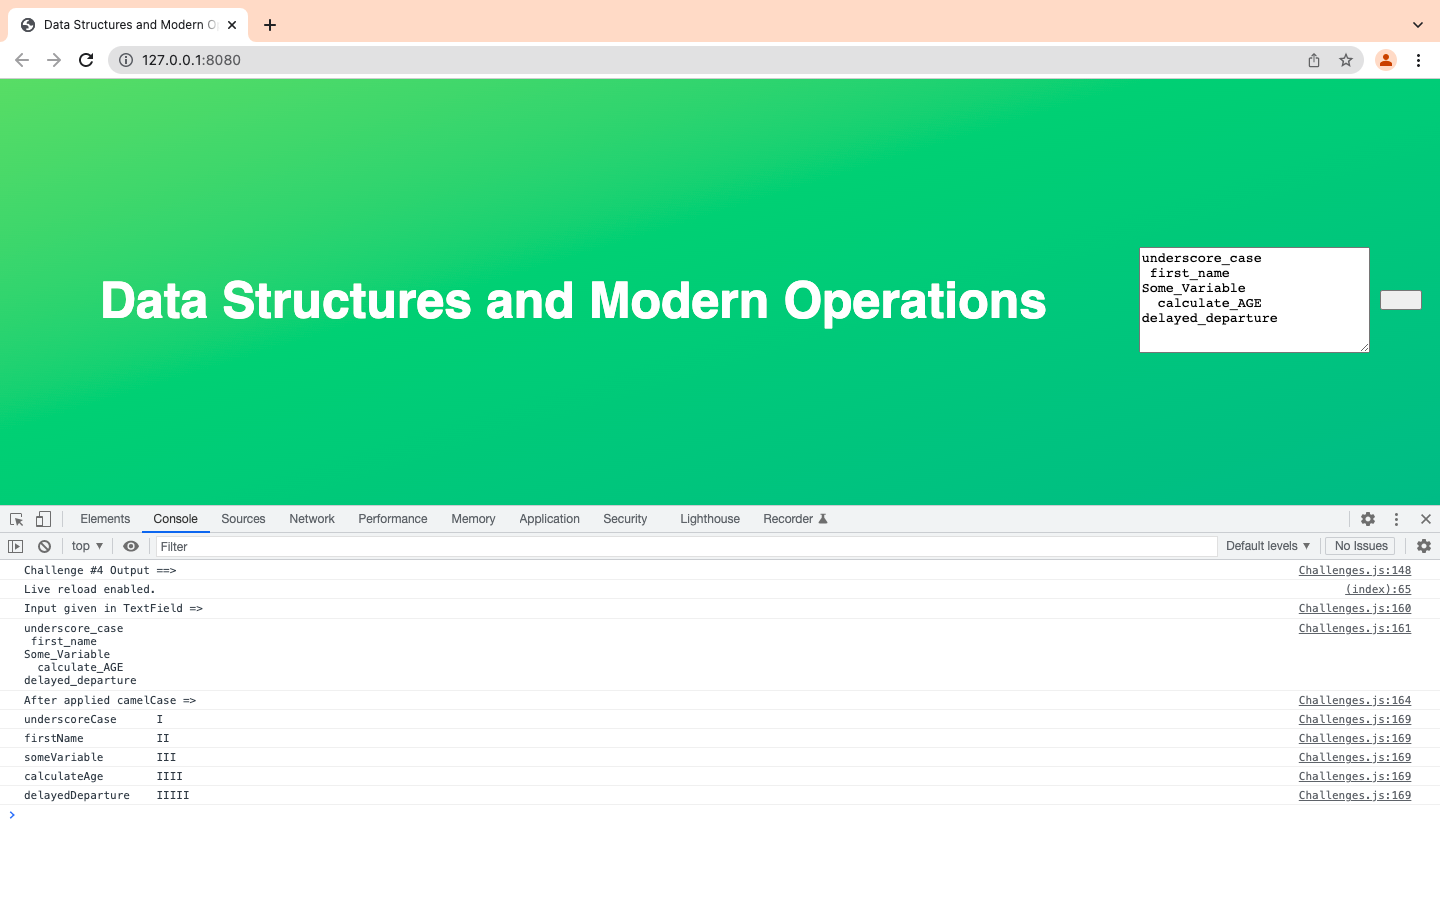 Data Structures and Modern O
127.0.0.1:8080
Data Structures and Modern Operations
underscore_case
 first_name
Some_Variable
  calculate_AGE
delayed_departure
Elements Console Sources Network Performance Memory Application Security Lighthouse Recorder
top Filter Default levels No Issues
Challenge #4 Output ==> Challenges.js:148
Live reload enabled. (index):65
Input given in TextField => Challenges.js:160
underscore_case Challenges.js:161
 first_name
Some_Variable
  calculate_AGE
delayed_departure
After applied camelCase => Challenges.js:164
underscoreCase      I Challenges.js:169
firstName           II Challenges.js:169
someVariable        III Challenges.js:169
calculateAge        IIII Challenges.js:169
delayedDeparture    IIIII Challenges.js:169